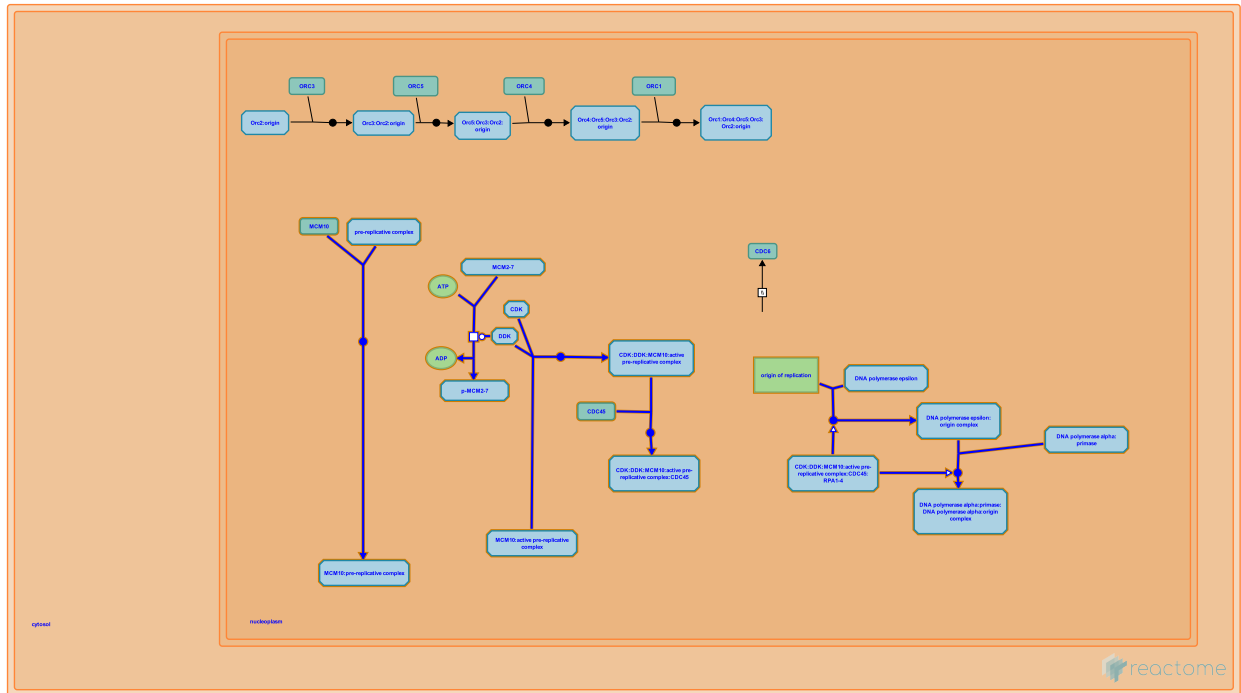 ORC3
ORC5
ORC4
ORC1
Orc2:origin
Orc3:Orc2:origin
Orc5:Orc3:Orc2:
origin
Orc4:Orc5:Orc3:Orc2:
origin
Orc1:Orc4:Orc5:Orc3:
Orc2:origin
MCM10
pre-replicative complex
MCM2-7
ATP
CDK
DDK
ADP
p-MCM2-7
CDK:DDK:MCM10:active
pre-replicative complex
CDC45
CDK:DDK:MCM10:active pre-
replicative complex:CDC45
MCM10:active pre-replicative
complex
MCM10:pre-replicative complex
CDC6
origin of replication
DNA polymerase epsilon
DNA polymerase epsilon:
origin complex
DNA polymerase alpha:
primase
CDK:DDK:MCM10:active pre-
replicative complex:CDC45:
RPA1-4
DNA polymerase alpha:primase:
DNA polymerase alpha:origin
complex
nucleoplasm
cytosol
reactome